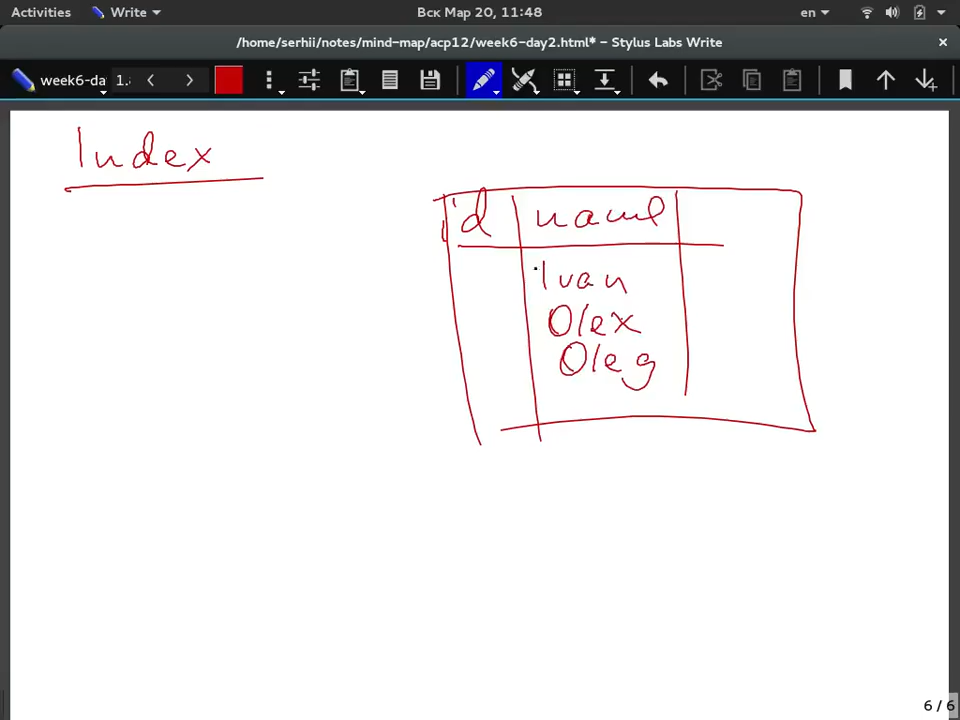 Activities Write Вск Мар 20, 11:48 en
/home/serhii/notes/mind-map/acp12/week6-day2.html* – Stylus Labs Write
week6-da 1.
Index
id name
Ivan
Olex
Oleg
6 / 6